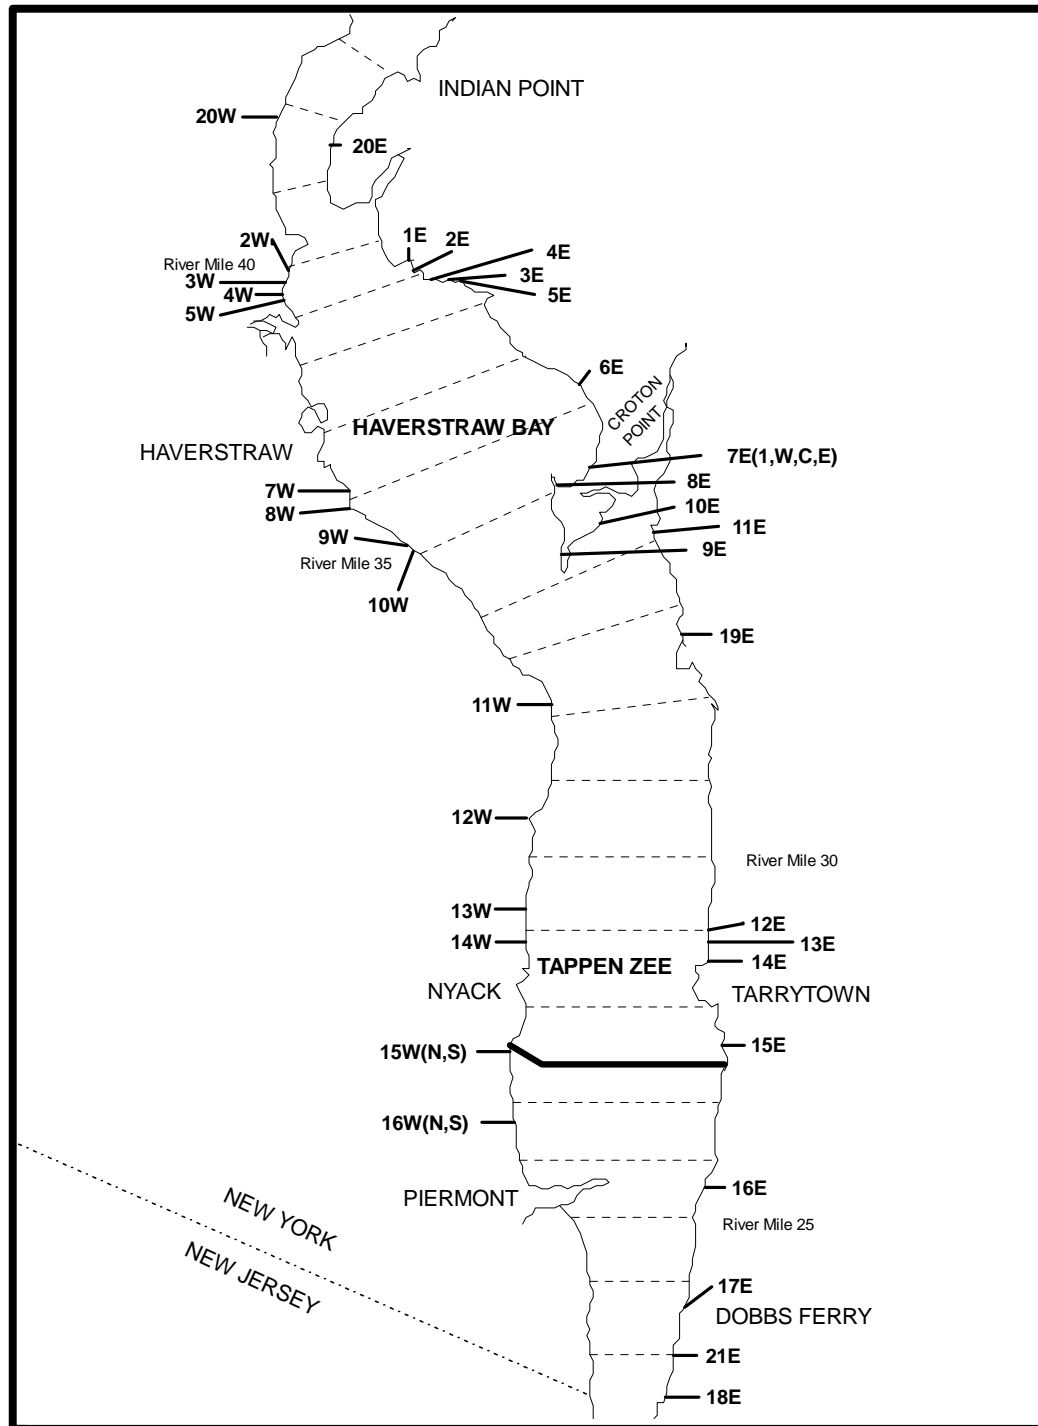 INDIAN POINT
20W
20E
1E
2E
2W
4E
River Mile 40
3E
3W
4W
5E
5W
6E
CROTON
POINT
HAVERSTRAW BAY
HAVERSTRAW
7E(1,W,C,E)
8E
7W
10E
8W
11E
9W
9E
River Mile 35
10W
19E
11W
12W
River Mile 30
13W
12E
14W
13E
14E
TAPPEN ZEE
NYACK
TARRYTOWN
15E
15W(N,S)
16W(N,S)
16E
PIERMONT
NEW YORK
River Mile 25
NEW JERSEY
17E
DOBBS FERRY
21E
18E